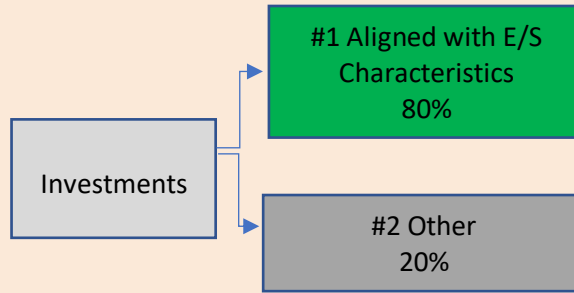 #1 Aligned with E/S
Characteristics
80%
Investments
#2 Other
20%